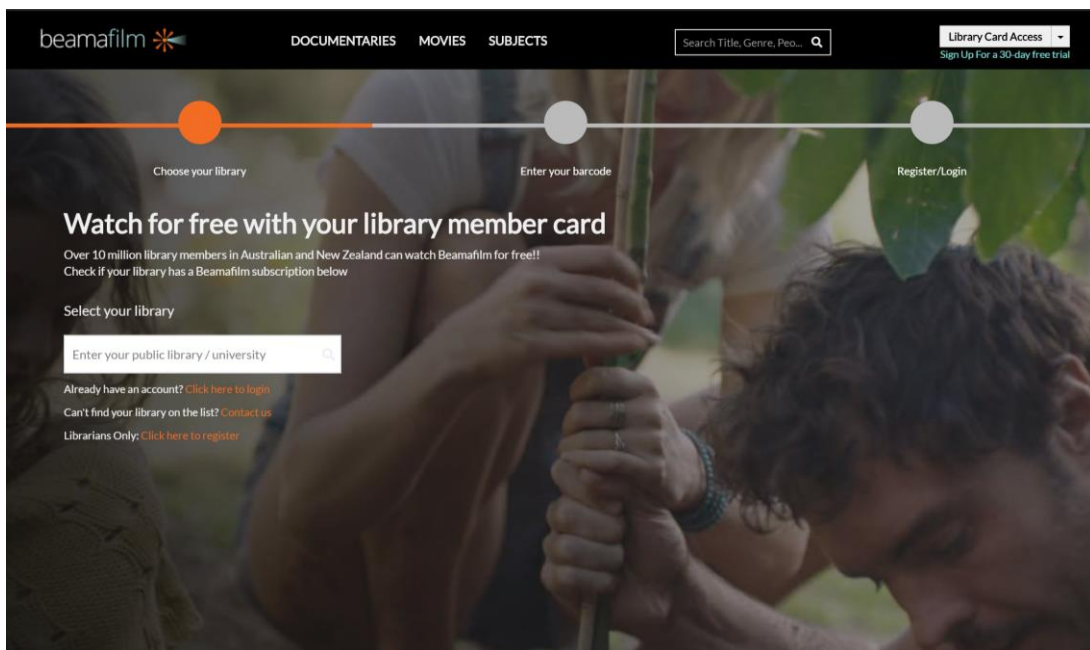 beamafilm
DOCUMENTARIES MOVIES SUBJECTS
Search Title, Genre, Peo...
Library Card Access
Sign Up For a 30-day free trial
Choose your library
Enter your barcode
Register/Login
Watch for free with your library member card
Over 10 million library members in Australian and New Zealand can watch Beamafilm for free!!
Check if your library has a Beamafilm subscription below
Select your library
Enter your public library / university
Already have an account? Click here to login
Can't find your library on the list? Contact us
Librarians Only: Click here to register